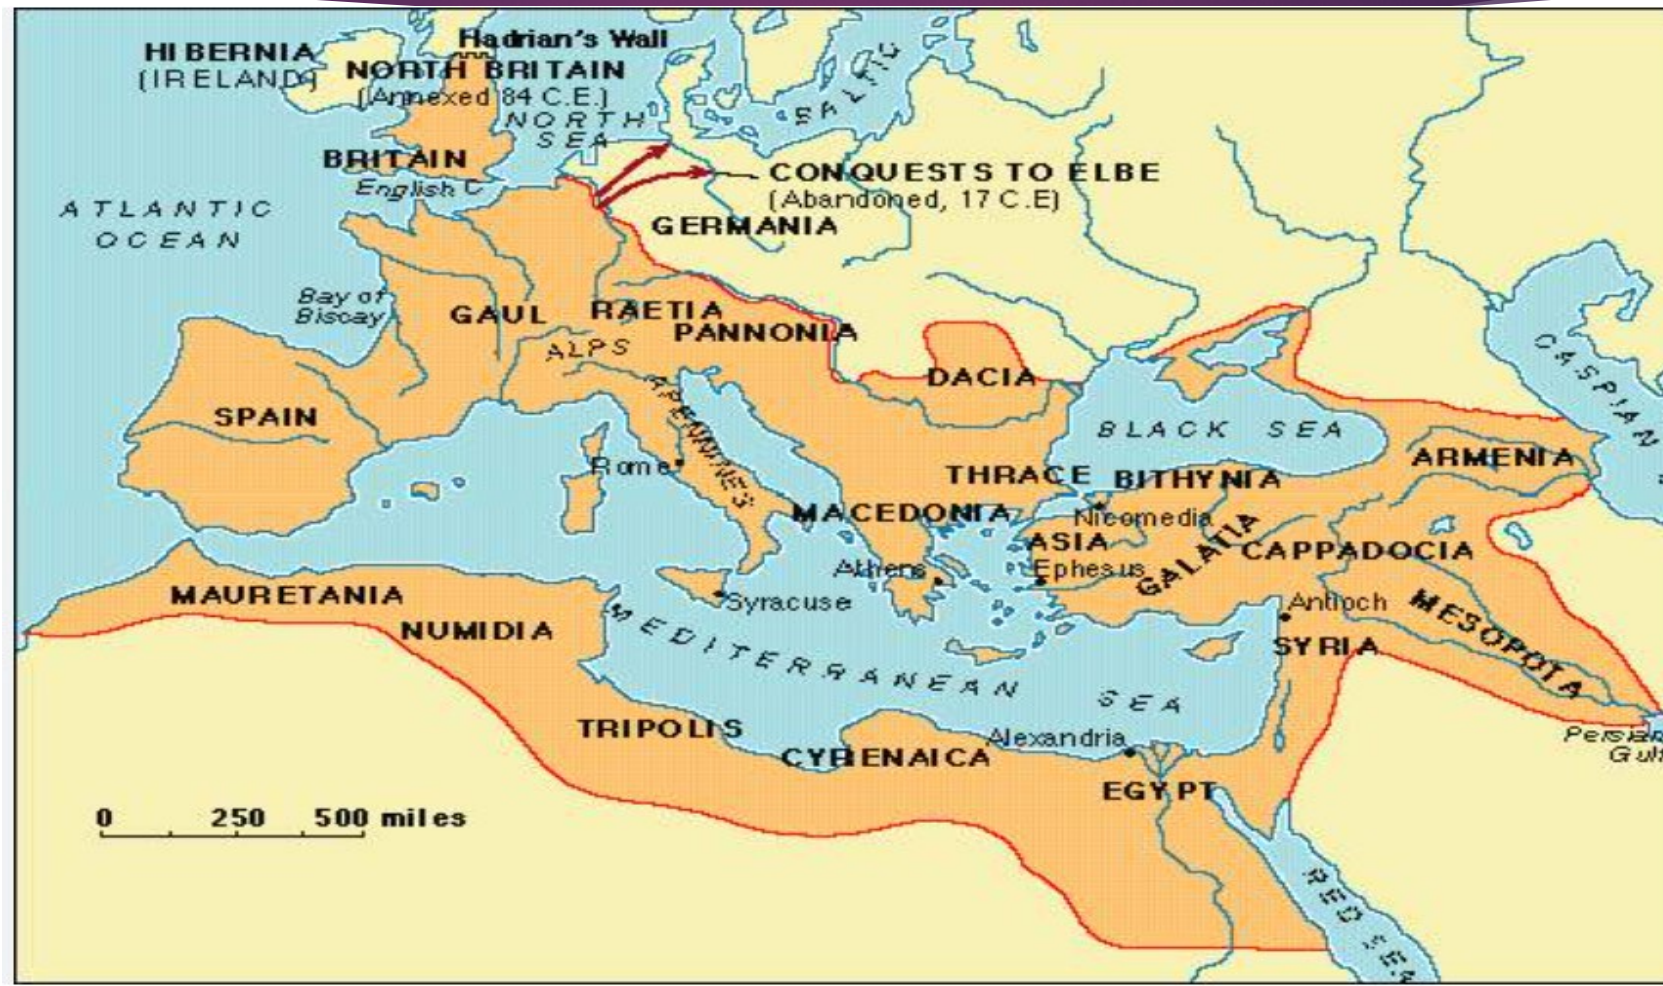 Hadrian's Wall
HIBERNIA
(IRELAND)
NORTH BRITAIN
(Annexed 84 C.E.)
NORTH
SEA
BALTIC
BRITAIN
English C
CONQUESTS TO ELBE
(Abandoned, 17 C.E)
ATLANTIC
OCEAN
GERMANIA
Bay of
Biscay
GAUL
RAETIA
PANNONIA
ALPS
DACIA
CASPIAN
SPAIN
APENNINES
Rome
BLACK SEA
THRACE
BITHYNIA
ARMENIA
MACEDONIA
Nicomedia
ASIA
GALATIA
CAPPADOCIA
Athens
Ephesus
MAURETANIA
Syracuse
Antioch
MESOPOTA
NUMIDIA
MEDITERRANEAN SEA
SYRIA
TRIPOLIS
CYRENAICA
Alexandria
Persian
Gulf
EGYPT
0 250 500 miles
RED SEA